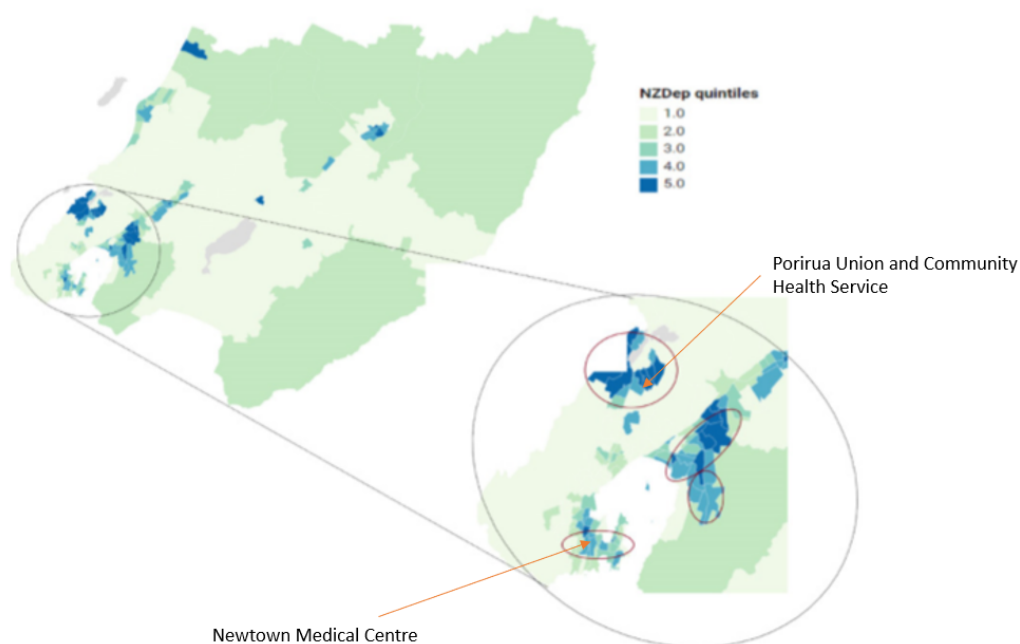 NZDep quintiles
1.0
2.0
3.0
4.0
5.0
Porirua Union and Community
Health Service
Newtown Medical Centre